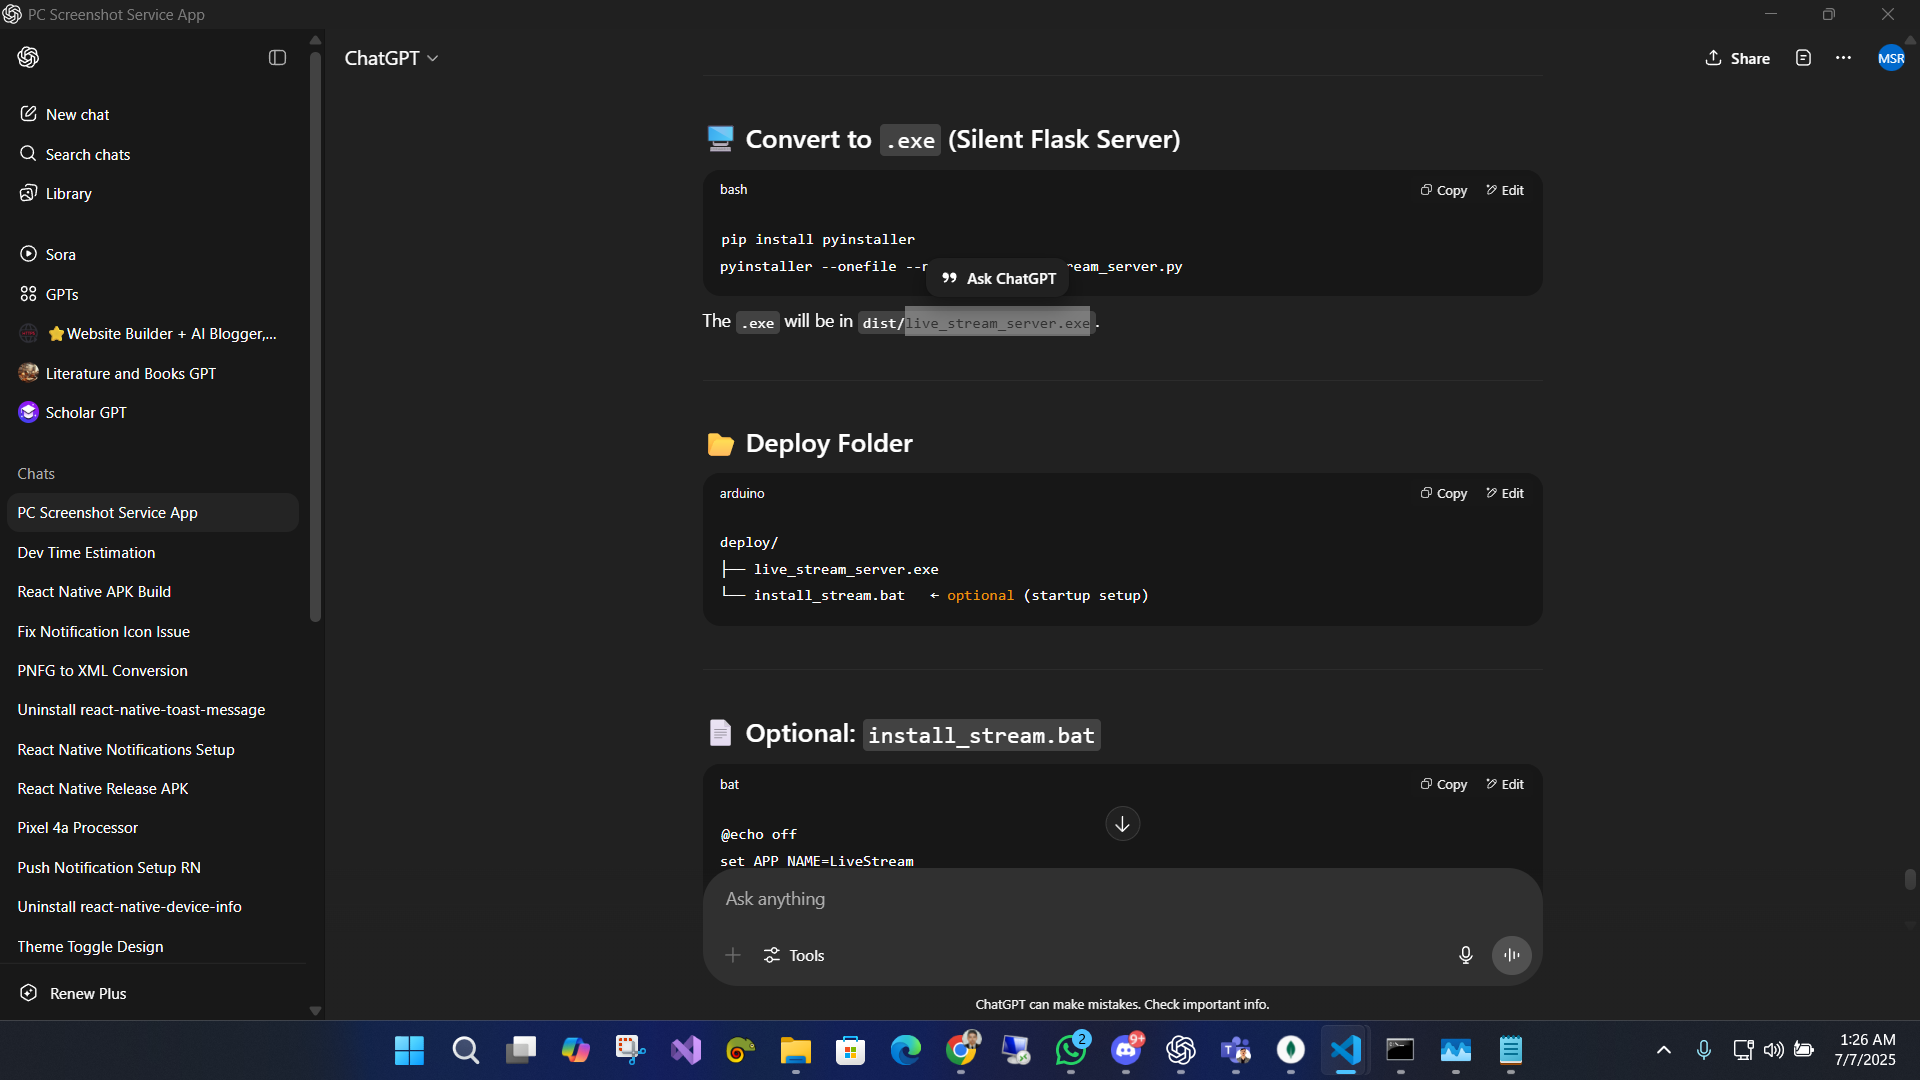 PC Screenshot Service App
ChatGPT
Share
MSR
New chat
Search chats
Library
Sora
GPTs
Website Builder + AI Blogger,...
Literature and Books GPT
Scholar GPT
Chats
PC Screenshot Service App
Dev Time Estimation
React Native APK Build
Fix Notification Icon Issue
PNFG to XML Conversion
Uninstall react-native-toast-message
React Native Notifications Setup
React Native Release APK
Pixel 4a Processor
Push Notification Setup RN
Uninstall react-native-device-info
Theme Toggle Design
Renew Plus
Convert to .exe (Silent Flask Server)
bash
Copy
Edit
pip install pyinstaller
pyinstaller --onefile
ream_server.py
Ask ChatGPT
The .exe will be in dist/live_stream_server.exe.
Deploy Folder
arduino
Copy
Edit
deploy/
├── live_stream_server.exe
└── install_stream.bat ← optional (startup setup)
Optional: install_stream.bat
bat
Copy
Edit
@echo off
set APP_NAME=LiveStream
Ask anything
Tools
ChatGPT can make mistakes. Check important info.
2
9+
1:26 AM
7/7/2025